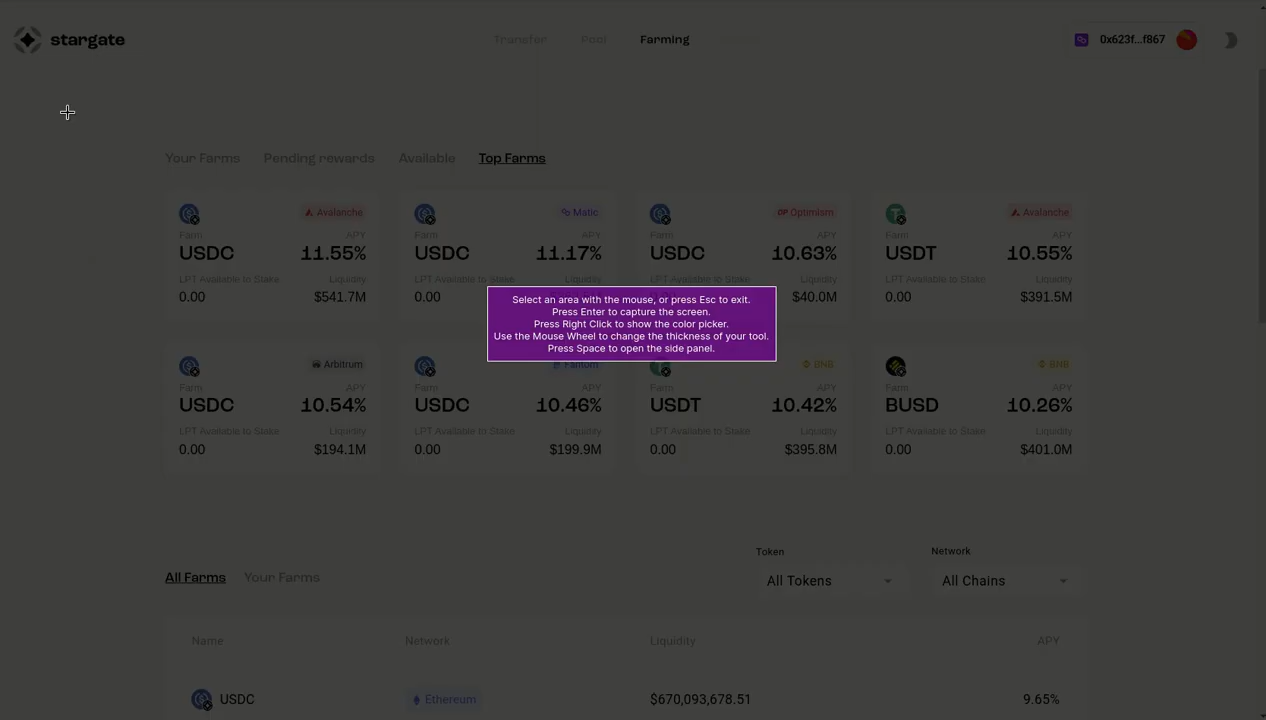 stargate
Transfer Pool Farming
0x623f...f867
Your Farms Pending rewards Available Top Farms
Avalanche Matic Optimism Avalanche
Farm APY Farm APY Farm APY Farm APY
USDC 11.55% USDC 11.17% USDC 10.63% USDT 10.55%
LPT Available to Stake Liquidity LPT Available to Stake Liquidity LPT Available to Stake Liquidity LPT Available to Stake Liquidity
0.00 $541.7M 0.00 $40.0M 0.00 $391.5M
Select an area with the mouse, or press Esc to exit.
Press Enter to capture the screen.
Press Right Click to show the color picker.
Use the Mouse Wheel to change the thickness of your tool.
Press Space to open the side panel.
Arbitrum Fantom BNB BNB
Farm APY Farm APY Farm APY Farm APY
USDC 10.54% USDC 10.46% USDT 10.42% BUSD 10.26%
LPT Available to Stake Liquidity LPT Available to Stake Liquidity LPT Available to Stake Liquidity LPT Available to Stake Liquidity
0.00 $194.1M 0.00 $199.9M 0.00 $395.8M 0.00 $401.0M
Token Network
All Farms Your Farms All Tokens All Chains
Name Network Liquidity APY
USDC Ethereum $670,093,678.51 9.65%